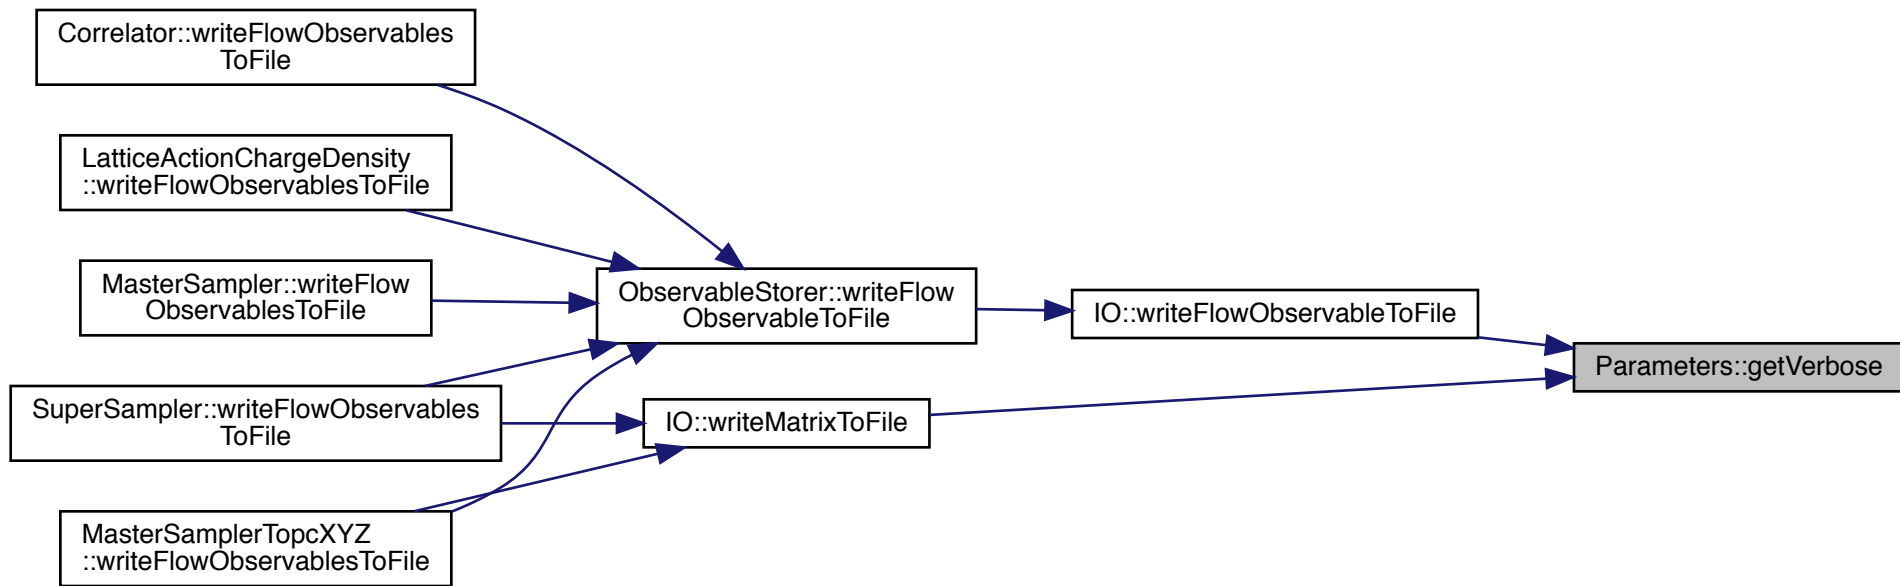 Correlator::writeFlowObservables
ToFile
LatticeActionChargeDensity
::writeFlowObservablesToFile
MasterSampler::writeFlow
ObservablesToFile
SuperSampler::writeFlowObservables
ToFile
MasterSamplerTopcXYZ
::writeFlowObservablesToFile
ObservableStorer::writeFlow
ObservableToFile
IO::writeMatrixToFile
IO::writeFlowObservableToFile
Parameters::getVerbose